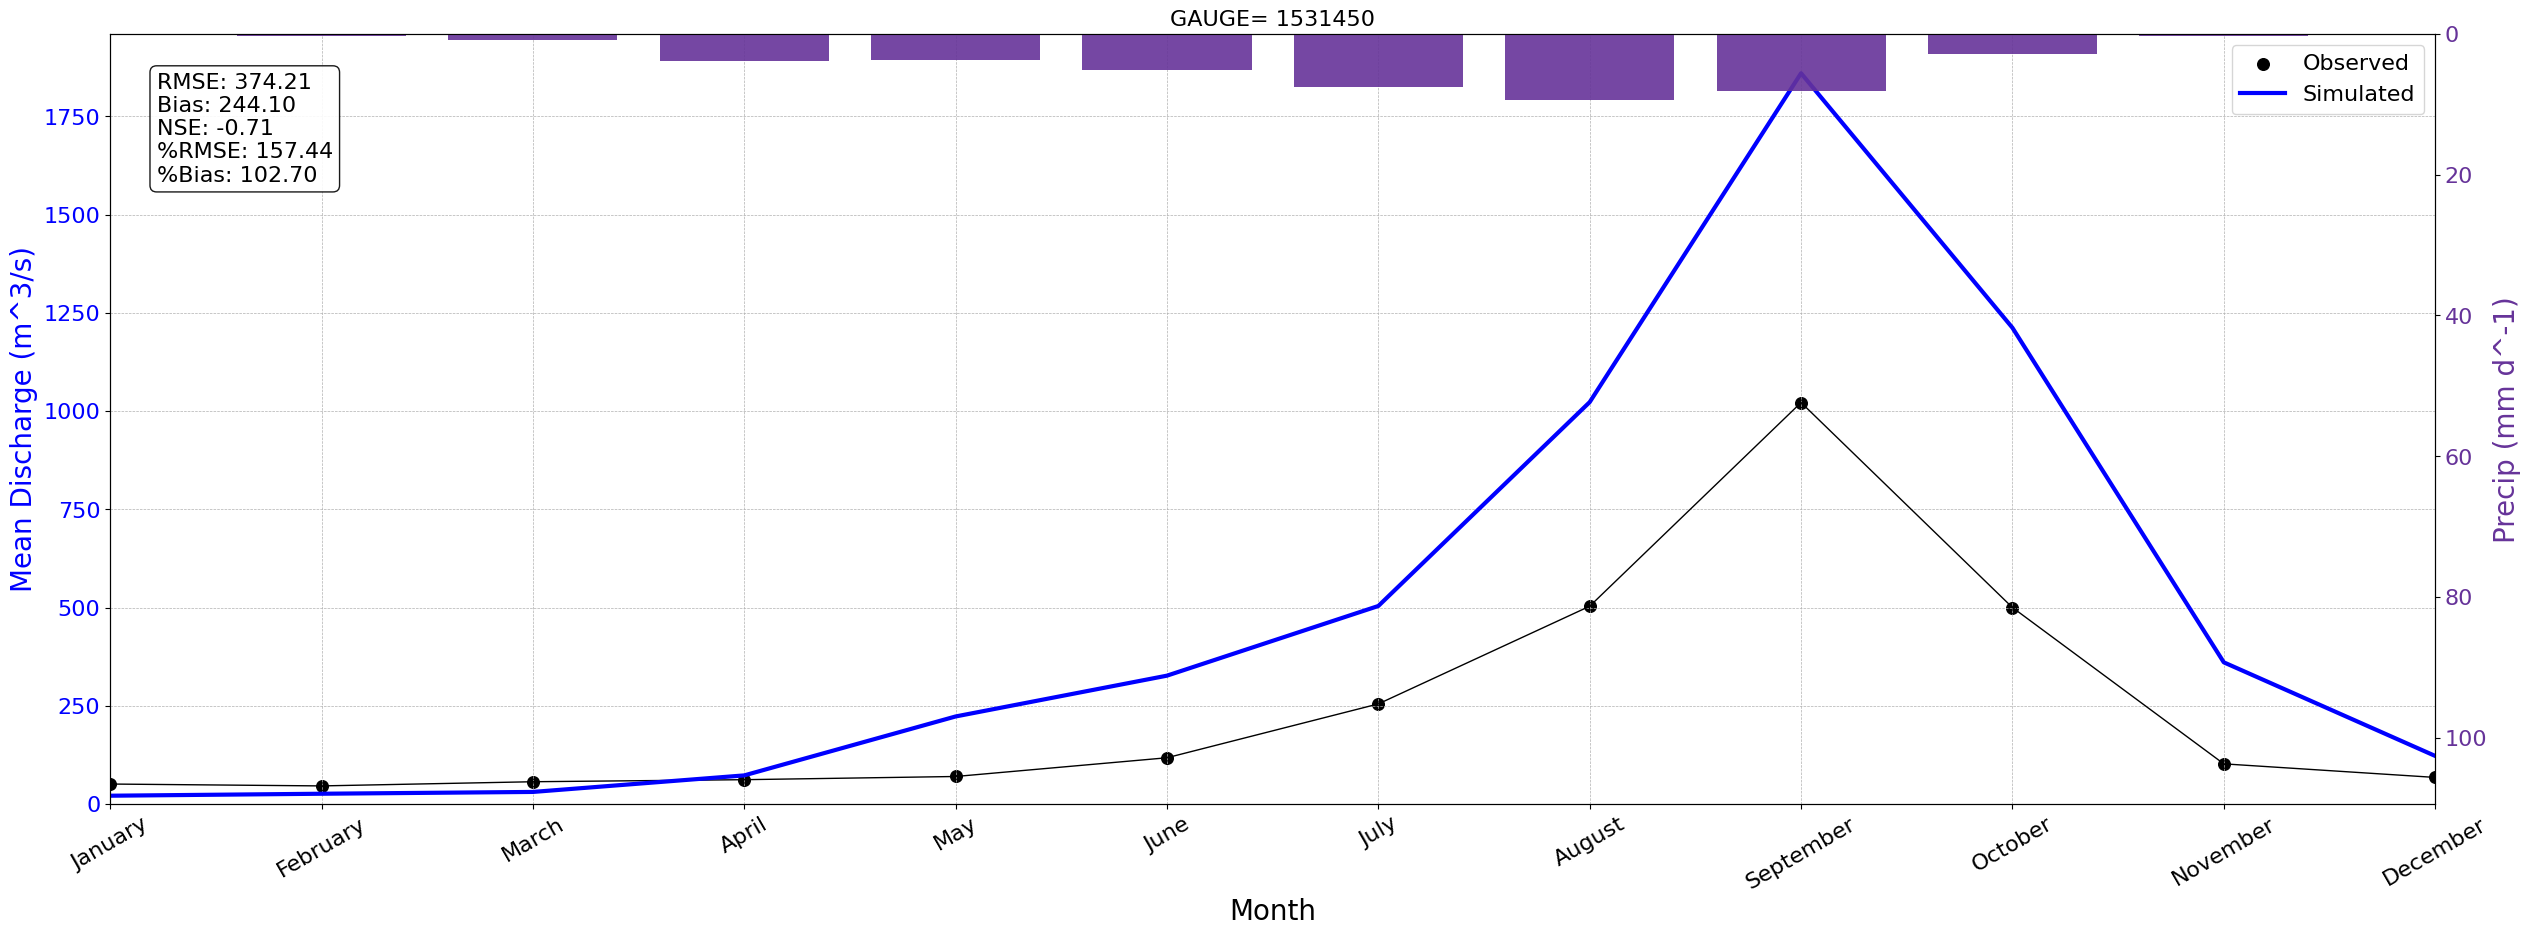 GAUGE= 1531450
RMSE: 374.21
Bias: 244.10
NSE: -0.71
%RMSE: 157.44
%Bias: 102.70
Observed
Simulated
Mean Discharge (m^3/s)
1750
1500
1250
1000
750
500
250
0
Precip (mm d^-1)
0
20
40
60
80
100
January
February
March
April
May
June
July
August
September
October
November
December
Month